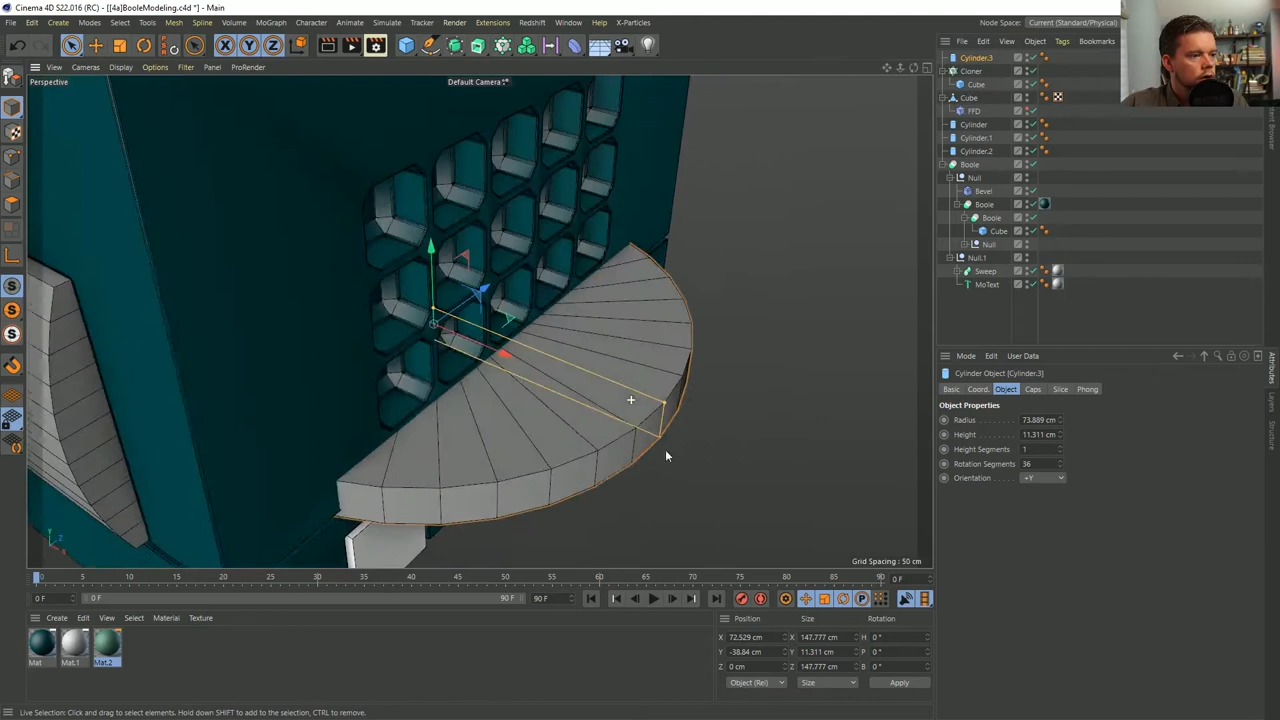 Cinema 4D S22.016 (RC) - [[4a]BooleModeling.c4d *] - Main
File Edit Create Modes Select Tools Mesh Spline Volume MoGraph Character Animate Simulate Tracker Render Extensions Redshift Window Help X-Particles
Node Space: Current (Standard/Physical)
View Cameras Display Options Filter Panel ProRender
File Edit View Object Tags Bookmarks
Perspective
Default Camera
Cylinder.3
Cloner
Cube
Cube
FFD
Cylinder
Cylinder.1
Cylinder.2
Boole
Null
Bevel
Boole
Boole
Cube
Null
Null.1
Sweep
MoText
Content Browser
Attributes
Layers
Structure
Mode Edit User Data
Cylinder Object [Cylinder.3]
Basic Coord. Object Caps Slice Phong
Object Properties
Radius 73.889 cm
Height 11.311 cm
Height Segments 1
Rotation Segments 36
Orientation +Y
Y Z X
Grid Spacing : 50 cm
0 5 10 15 20 25 30 35 40 45 50 55 60 65 70 75 80 85 90 0 F
0 F 0 F 90 F 90 F
Create Edit View Select Material Texture
Mat Mat.1 Mat.2
Position Size Rotation
X 72.529 cm X 147.777 cm H 0 °
Y -38.84 cm Y 11.311 cm P 0 °
Z 0 cm Z 147.777 cm B 0 °
Object (Rel) Size Apply
Live Selection: Click and drag to select elements. Hold down SHIFT to add to the selection, CTRL to remove.